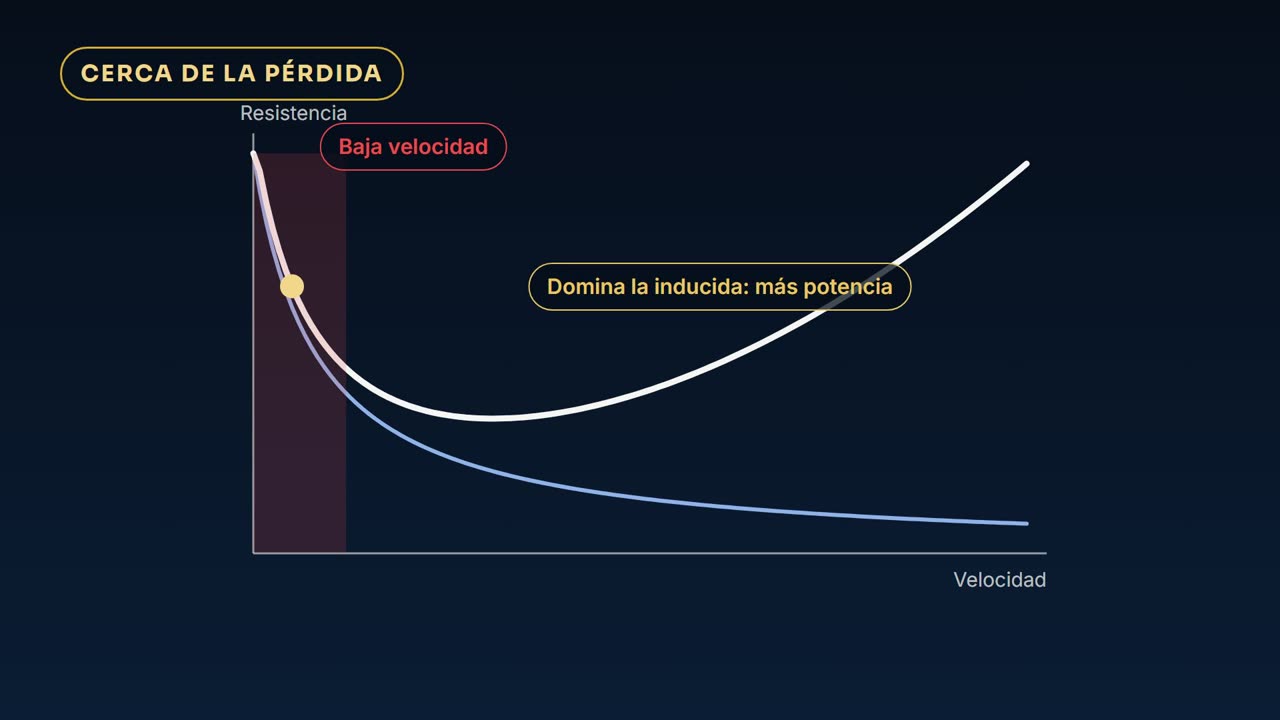 CERCA DE LA PÉRDIDA
Resistencia
Baja velocidad
Domina la inducida: más potencia
Velocidad